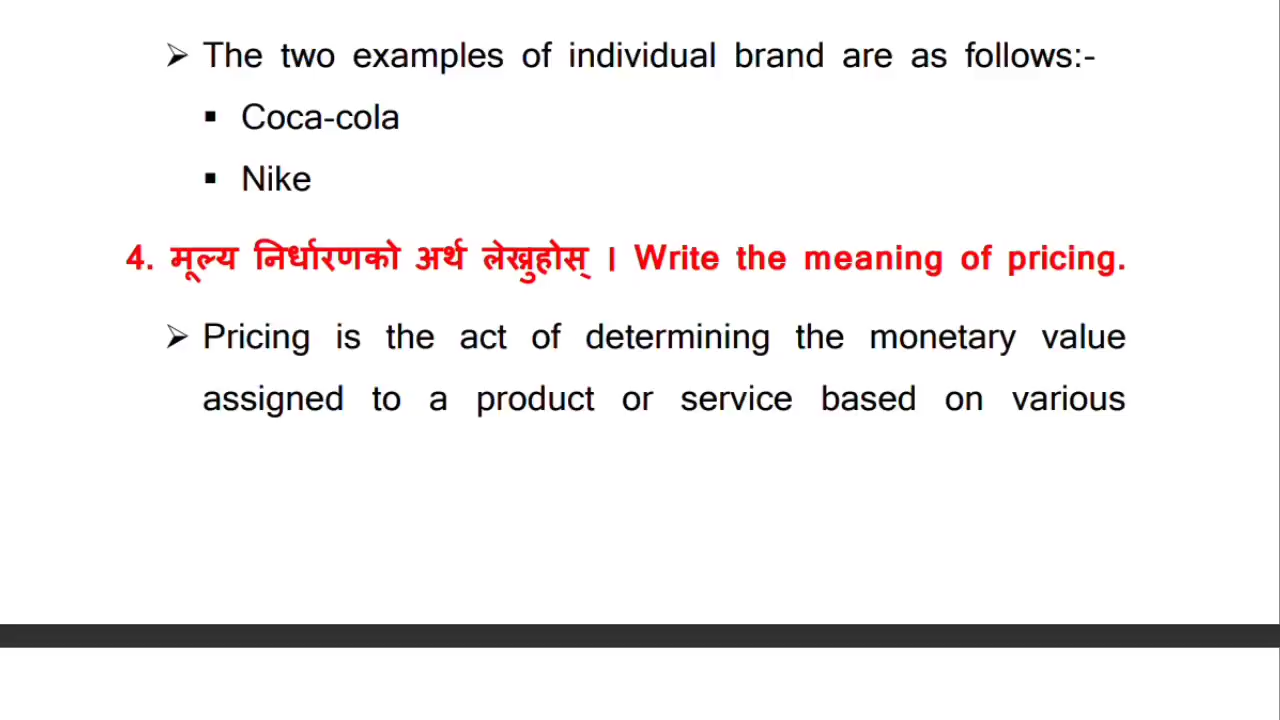 ➢ The two examples of individual brand are as follows:-
▪ Coca-cola
▪ Nike
4. मूल्य निर्धारणको अर्थ लेख्नुहोस् । Write the meaning of pricing.
➢ Pricing is the act of determining the monetary value
assigned to a product or service based on various